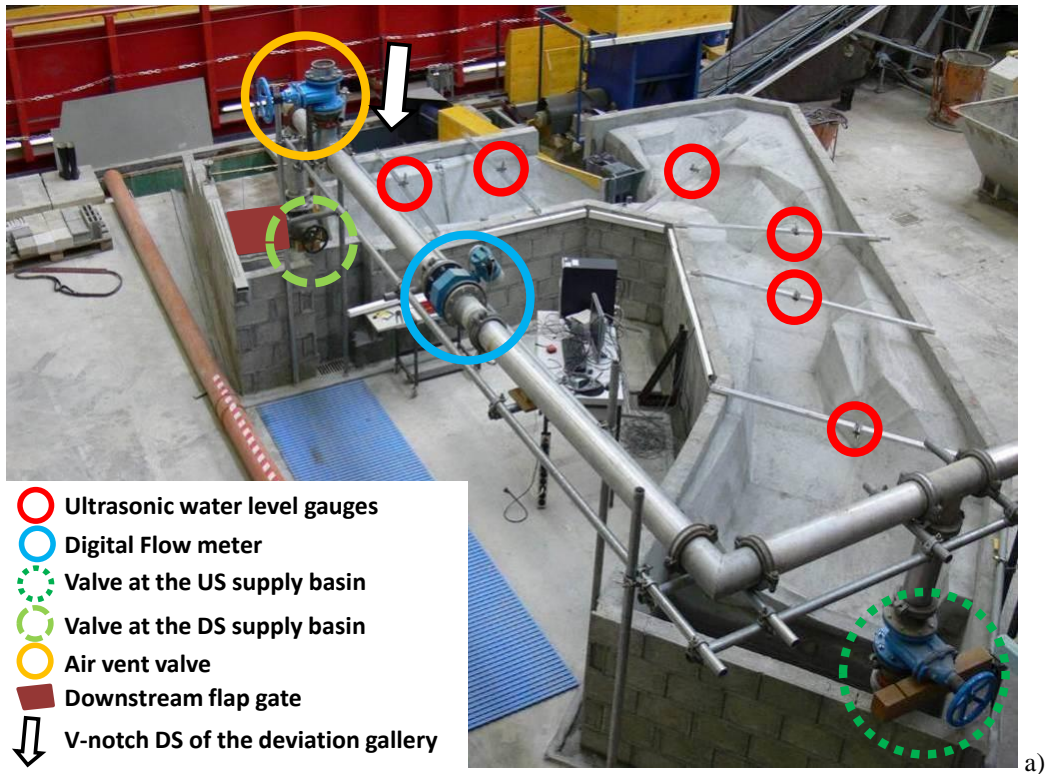 Ultrasonic water level gauges
Digital Flow meter
Valve at the US supply basin
Valve at the DS supply basin
Air vent valve
Downstream flap gate
V-notch DS of the deviation gallery
a)